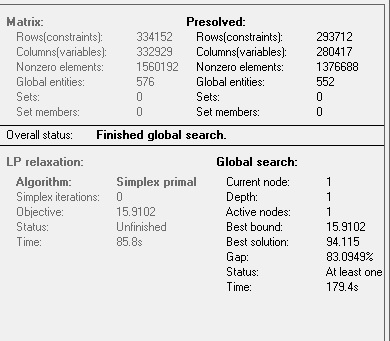 Matrix: Presolved:
Rows(constraints): 334152 Rows(constraints): 293712
Columns(variables): 332929 Columns(variables): 280417
Nonzero elements: 1560192 Nonzero elements: 1376688
Global entities: 576 Global entities: 552
Sets: 0 Sets: 0
Set members: 0 Set members: 0
Overall status: Finished global search.
LP relaxation: Global search:
Algorithm: Simplex primal Current node: 1
Simplex iterations: 0 Depth: 1
Objective: 15.9102 Active nodes: 1
Status: Unfinished Best bound: 15.9102
Time: 85.8s Best solution: 94.115
Gap: 83.0949%
Status: At least one
Time: 179.4s